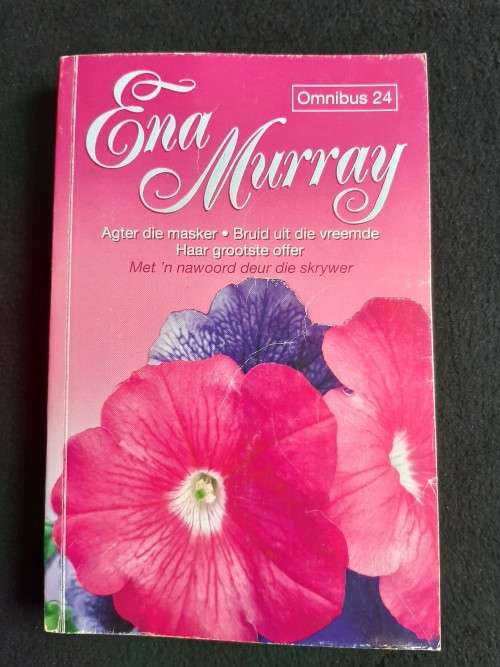 Ena
Omnibus 24
Murray
Agter die masker • Bruid uit die vreemde
Haar grootste offer
Met 'n nawoord deur die skrywer